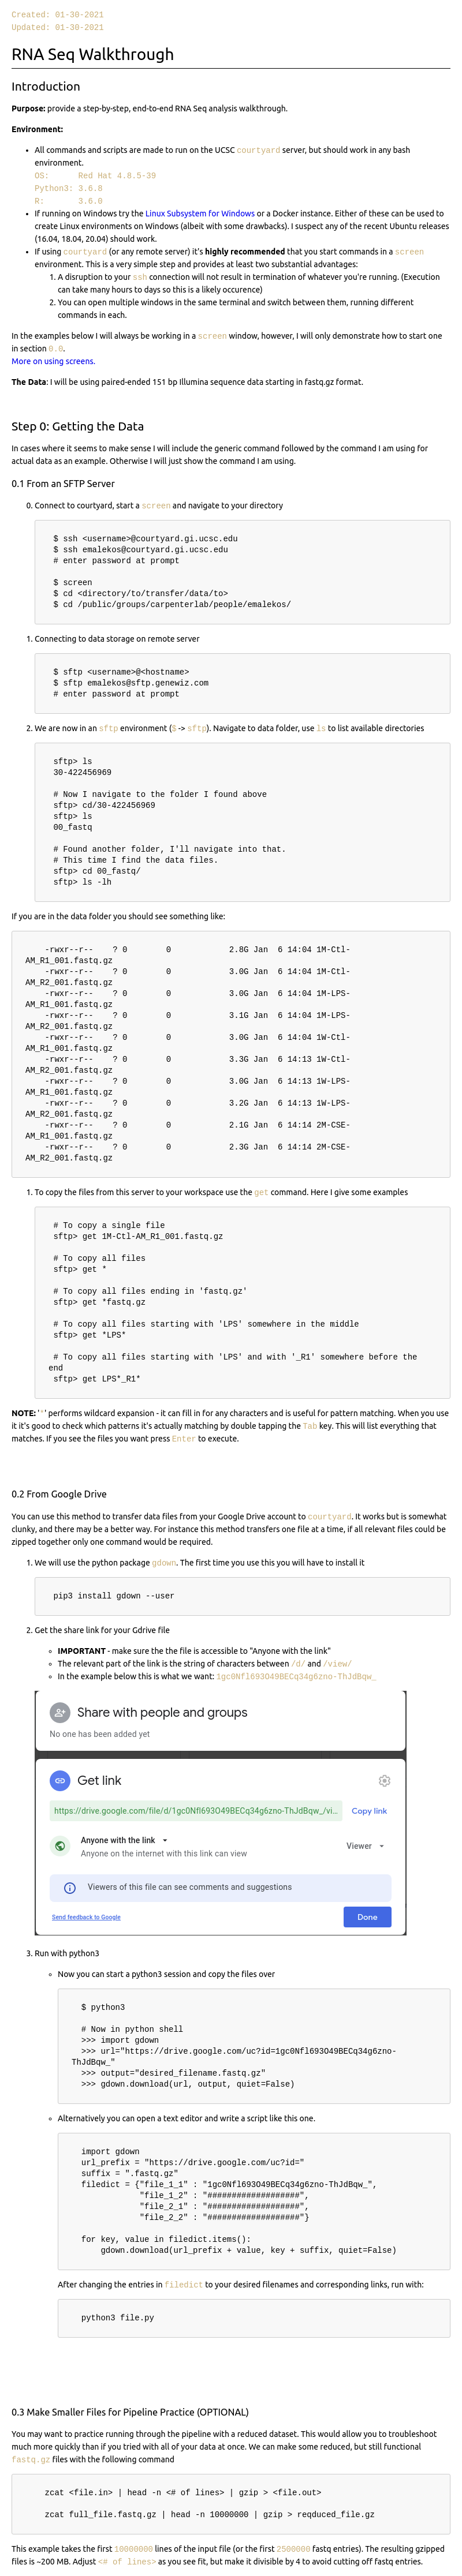 Created: 01-30-2021
Updated: 01-30-2021
RNA Seq Walkthrough
Introduction
Purpose: provide a step-by-step, end-to-end RNA Seq analysis walkthrough.
Environment:
• All commands and scripts are made to run on the UCSC courtyard server, but should work in any bash
environment.
OS:      Red Hat 4.8.5-39
Python3: 3.6.8
R:       3.6.0
• If running on Windows try the Linux Subsystem for Windows or a Docker instance. Either of these can be used to
create Linux environments on Windows (albeit with some drawbacks). I suspect any of the recent Ubuntu releases
(16.04, 18.04, 20.04) should work.
• If using courtyard (or any remote server) it's highly recommended that you start commands in a screen
environment. This is a very simple step and provides at least two substantial advantages:
1. A disruption to your ssh connection will not result in termination of whatever you're running. (Execution
can take many hours to days so this is a likely occurence)
2. You can open multiple windows in the same terminal and switch between them, running different
commands in each.
In the examples below I will always be working in a screen window, however, I will only demonstrate how to start one
in section 0.0.
More on using screens.
The Data: I will be using paired-ended 151 bp Illumina sequence data starting in fastq.gz format.
Step 0: Getting the Data
In cases where it seems to make sense I will include the generic command followed by the command I am using for
actual data as an example. Otherwise I will just show the command I am using.
0.1 From an SFTP Server
0. Connect to courtyard, start a screen and navigate to your directory
$ ssh <username>@courtyard.gi.ucsc.edu
$ ssh emalekos@courtyard.gi.ucsc.edu
# enter password at prompt
$ screen
$ cd <directory/to/transfer/data/to>
$ cd /public/groups/carpenterlab/people/emalekos/
1. Connecting to data storage on remote server
$ sftp <username>@<hostname>
$ sftp emalekos@sftp.genewiz.com
# enter password at prompt
2. We are now in an sftp environment ($ -> sftp). Navigate to data folder, use ls to list available directories
sftp> ls
30-422456969
# Now I navigate to the folder I found above
sftp> cd/30-422456969
sftp> ls
00_fastq
# Found another folder, I'll navigate into that.
# This time I find the data files.
sftp> cd 00_fastq/
sftp> ls -lh
If you are in the data folder you should see something like:
-rwxr--r--    ? 0        0            2.8G Jan  6 14:04 1M-Ctl-
AM_R1_001.fastq.gz
-rwxr--r--    ? 0        0            3.0G Jan  6 14:04 1M-Ctl-
AM_R2_001.fastq.gz
-rwxr--r--    ? 0        0            3.0G Jan  6 14:04 1M-LPS-
AM_R1_001.fastq.gz
-rwxr--r--    ? 0        0            3.1G Jan  6 14:04 1M-LPS-
AM_R2_001.fastq.gz
-rwxr--r--    ? 0        0            3.0G Jan  6 14:04 1W-Ctl-
AM_R1_001.fastq.gz
-rwxr--r--    ? 0        0            3.3G Jan  6 14:13 1W-Ctl-
AM_R2_001.fastq.gz
-rwxr--r--    ? 0        0            3.0G Jan  6 14:13 1W-LPS-
AM_R1_001.fastq.gz
-rwxr--r--    ? 0        0            3.2G Jan  6 14:13 1W-LPS-
AM_R2_001.fastq.gz
-rwxr--r--    ? 0        0            2.1G Jan  6 14:14 2M-CSE-
AM_R1_001.fastq.gz
-rwxr--r--    ? 0        0            2.3G Jan  6 14:14 2M-CSE-
AM_R2_001.fastq.gz
1. To copy the files from this server to your workspace use the get command. Here I give some examples
# To copy a single file
sftp> get 1M-Ctl-AM_R1_001.fastq.gz
# To copy all files
sftp> get *
# To copy all files ending in 'fastq.gz'
sftp> get *fastq.gz
# To copy all files starting with 'LPS' somewhere in the middle
sftp> get *LPS*
# To copy all files starting with 'LPS' and with '_R1' somewhere before the
end
sftp> get LPS*_R1*
NOTE: '*' performs wildcard expansion - it can fill in for any characters and is useful for pattern matching. When you use
it it's good to check which patterns it's actually matching by double tapping the Tab key. This will list everything that
matches. If you see the files you want press Enter to execute.
0.2 From Google Drive
You can use this method to transfer data files from your Google Drive account to courtyard. It works but is somewhat
clunky, and there may be a better way. For instance this method transfers one file at a time, if all relevant files could be
zipped together only one command would be required.
1. We will use the python package gdown. The first time you use this you will have to install it
pip3 install gdown --user
2. Get the share link for your Gdrive file
◦ IMPORTANT - make sure the the file is accessible to "Anyone with the link"
◦ The relevant part of the link is the string of characters between /d/ and /view/
◦ In the example below this is what we want: 1gc0Nfl693O49BECq34g6zno-ThJdBqw_
Share with people and groups
No one has been added yet
Get link
https://drive.google.com/file/d/1gc0Nfl693O49BECq34g6zno-ThJdBqw_/vi...
Copy link
Anyone with the link
Anyone on the internet with this link can view
Viewer
Viewers of this file can see comments and suggestions
Send feedback to Google
Done
3. Run with python3
◦ Now you can start a python3 session and copy the files over
$ python3
# Now in python shell
>>> import gdown
>>> url="https://drive.google.com/uc?id=1gc0Nfl693O49BECq34g6zno-
ThJdBqw_"
>>> output="desired_filename.fastq.gz"
>>> gdown.download(url, output, quiet=False)
◦ Alternatively you can open a text editor and write a script like this one.
import gdown
url_prefix = "https://drive.google.com/uc?id="
suffix = ".fastq.gz"
filedict = {"file_1_1" : "1gc0Nfl693O49BECq34g6zno-ThJdBqw_",
"file_1_2" : "###################",
"file_2_1" : "###################",
"file_2_2" : "###################"}
for key, value in filedict.items():
gdown.download(url_prefix + value, key + suffix, quiet=False)
After changing the entries in filedict to your desired filenames and corresponding links, run with:
python3 file.py
0.3 Make Smaller Files for Pipeline Practice (OPTIONAL)
You may want to practice running through the pipeline with a reduced dataset. This would allow you to troubleshoot
much more quickly than if you tried with all of your data at once. We can make some reduced, but still functional
fastq.gz files with the following command
zcat <file.in> | head -n <# of lines> | gzip > <file.out>
zcat full_file.fastq.gz | head -n 10000000 | gzip > reqduced_file.gz
This example takes the first 10000000 lines of the input file (or the first 2500000 fastq entries). The resulting gzipped
files is ~200 MB. Adjust <# of lines> as you see fit, but make it divisible by 4 to avoid cutting off fastq entries.